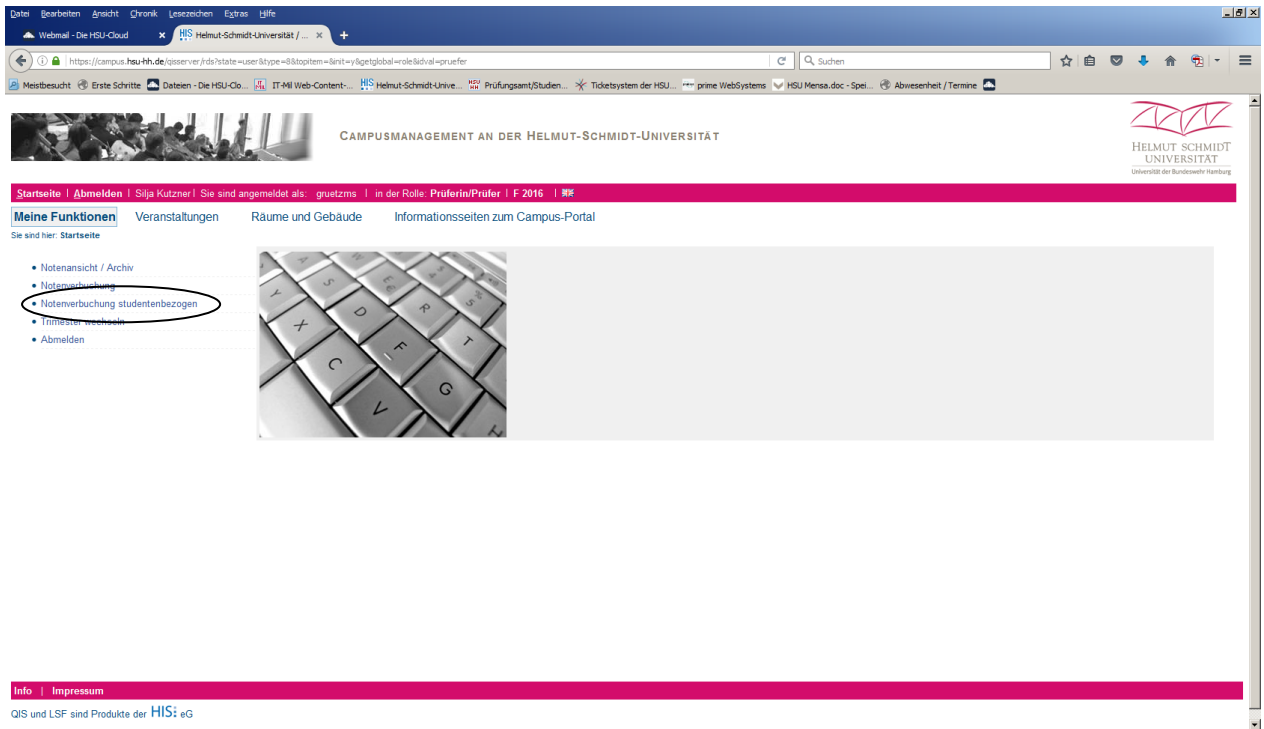 Datei Bearbeiten Ansicht Chronik Lesezeichen Extras Hilfe
Webmail - Die HSU-Cloud × HIS Helmut-Schmidt-Universität / ... × +
https://campus.hsu-hh.de/qisserver/rds?state=user&type=8&topitem=&init=y&getglobal=role&idval=pruefer Suchen
Meistbesucht Erste Schritte Dateien - Die HSU-Clo... IT-Mil Web-Content-... HIS Helmut-Schmidt-Unive... Prüfungsamt/Studien... Ticketsystem der HSU... prime WebSystems HSU Mensa.doc - Spei... Abwesenheit / Termine
CAMPUSMANAGEMENT AN DER HELMUT-SCHMIDT-UNIVERSITÄT
HELMUT SCHMIDT
UNIVERSITÄT
Universität der Bundeswehr Hamburg
Startseite | Abmelden | Silja Kutzner | Sie sind angemeldet als: gruetzms | in der Rolle: Prüferin/Prüfer | F 2016 |
Meine Funktionen Veranstaltungen Räume und Gebäude Informationsseiten zum Campus-Portal
Sie sind hier: Startseite
• Notenansicht / Archiv
• Notenverbuchung
• Notenverbuchung studentenbezogen
• Trimester wechseln
• Abmelden
A S E
Y D R 5
X F T
C G
V H
Info | Impressum
QIS und LSF sind Produkte der HIS eG